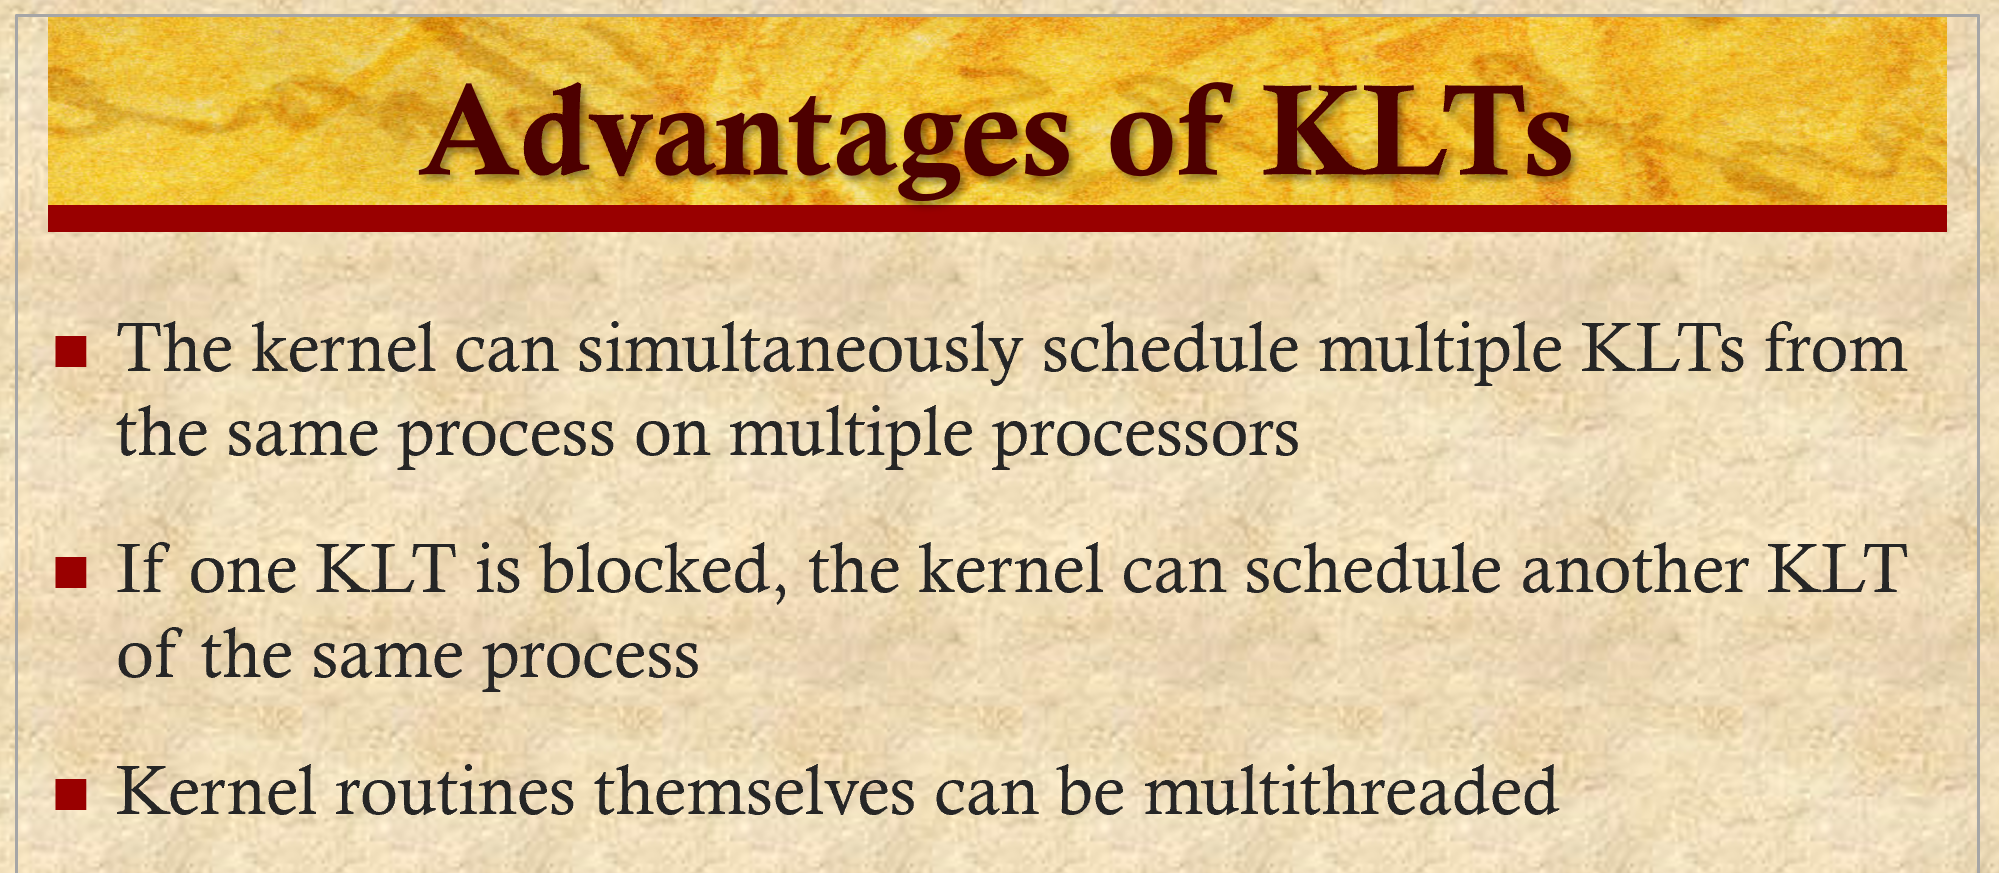 Advantages of KLTs
The kernel can simultaneously schedule multiple KLTs from
the same process on multiple processors
If one KLT is blocked, the kernel can schedule another KLT
of the same process
Kernel routines themselves can be multithreaded